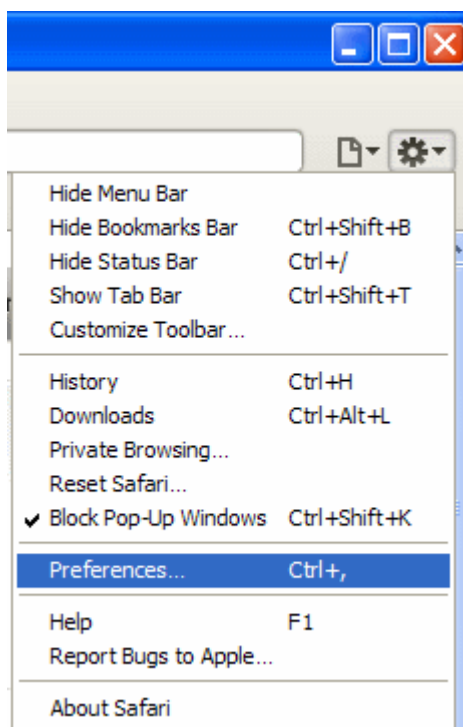 Hide Menu Bar
Hide Bookmarks Bar Ctrl+Shift+B
Hide Status Bar Ctrl+/
Show Tab Bar Ctrl+Shift+T
Customize Toolbar...
History Ctrl+H
Downloads Ctrl+Alt+L
Private Browsing...
Reset Safari...
Block Pop-Up Windows Ctrl+Shift+K
Preferences... Ctrl+,
Help F1
Report Bugs to Apple...
About Safari